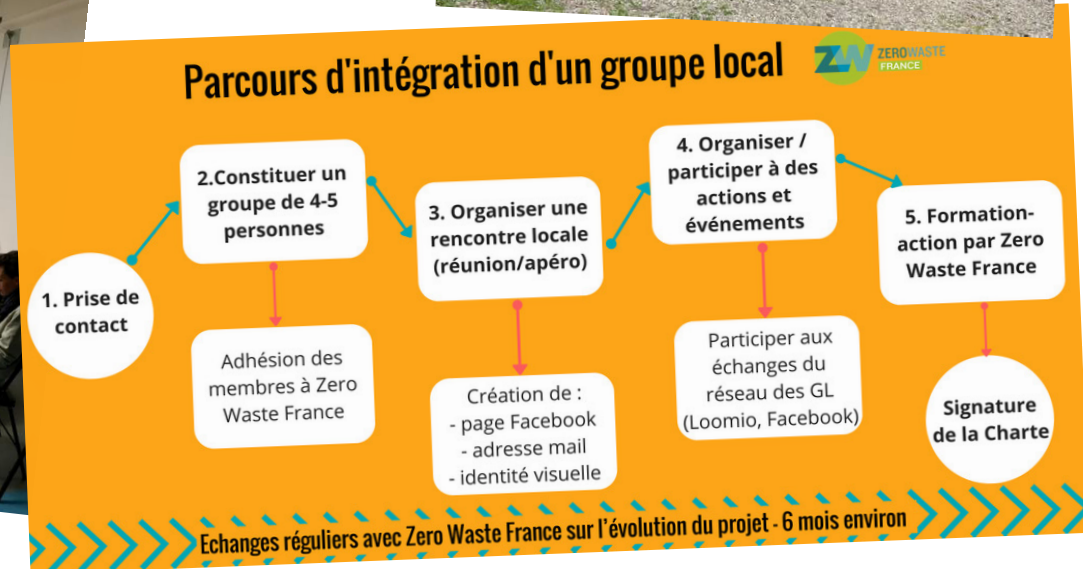 Parcours d'intégration d'un groupe local
ZW ZEROWASTE
FRANCE
1. Prise de
contact
2.Constituer un
groupe de 4-5
personnes
Adhésion des
membres à Zero
Waste France
3. Organiser une
rencontre locale
(réunion/apéro)
Création de :
- page Facebook
- adresse mail
- identité visuelle
4. Organiser /
participer à des
actions et
événements
Participer aux
échanges du
réseau des GL
(Loomio, Facebook)
5. Formation-
action par Zero
Waste France
Signature
de la Charte
Echanges réguliers avec Zero Waste France sur l'évolution du projet - 6 mois environ